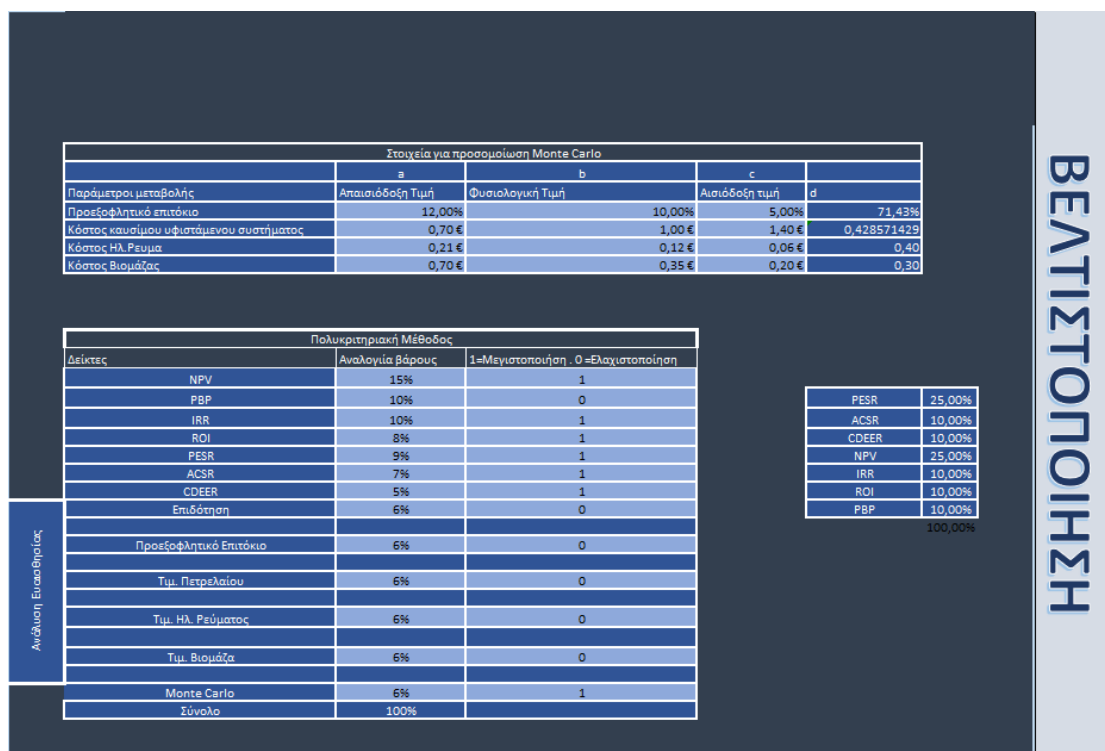 Στοιχεία για προσομοίωση Monte Carlo
a b c
Παράμετροι μεταβολής Απαισιόδοξη Τιμή Φυσιολογική Τιμή Αισιόδοξη τιμή d
Προεξοφλητικό επιτόκιο 12,00% 10,00% 5,00% 71,43%
Κόστος καυσίμου υφιστάμενου συστήματος 0,70 € 1,00 € 1,40 € 0,428571429
Κόστος Ηλ.Ρευμα 0,21 € 0,12 € 0,06 € 0,40
Κόστος Βιομάζας 0,70 € 0,35 € 0,20 € 0,30
Πολυκριτηριακή Μέθοδος
Δείκτες Αναλογιία βάρους 1=Μεγιστοποιήση . 0 =Ελαχιστοποίηση
NPV 15% 1
PBP 10% 0
IRR 10% 1
ROI 8% 1
PESR 9% 1
ACSR 7% 1
CDEER 5% 1
Επιδότηση 6% 0
Προεξοφλητικό Επιτόκιο 6% 0
Τιμ. Πετρελαίου 6% 0
Τιμ. Ηλ. Ρεύματος 6% 0
Τιμ. Βιομάζα 6% 0
Monte Carlo 6% 1
Σύνολο 100%
Ανάλυση Ευαισθησίας
PESR 25,00%
ACSR 10,00%
CDEER 10,00%
NPV 25,00%
IRR 10,00%
ROI 10,00%
PBP 10,00%
100,00%
ΒΕΛΤΙΣΤΟΠΟΙΗΣΗ